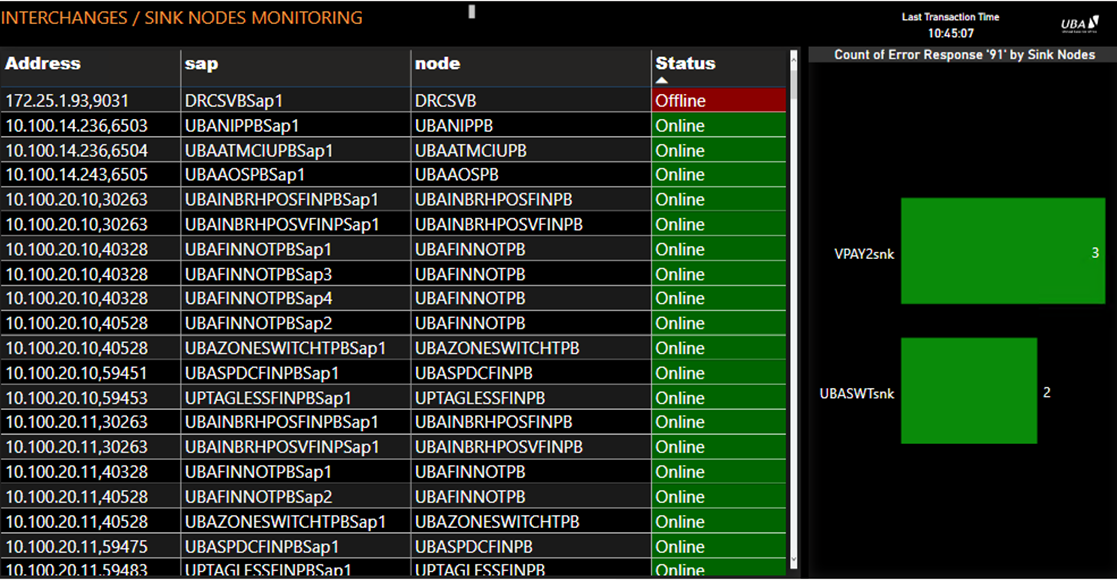 INTERCHANGES / SINK NODES MONITORING
Last Transaction Time
10:45:07
UBA
Address sap node Status
172.25.1.93,9031 DRCSVBSap1 DRCSVB Offline
10.100.14.236,6503 UBANIPPBSap1 UBANIPPB Online
10.100.14.236,6504 UBAATMCIUPBSap1 UBAATMCIUPB Online
10.100.14.243,6505 UBAAOSPBSap1 UBAAOSPB Online
10.100.20.10,30263 UBAINBRHPOSFINPBSap1 UBAINBRHPOSFINPB Online
10.100.20.10,30263 UBAINBRHPOSVFINPSap1 UBAINBRHPOSVFINPB Online
10.100.20.10,40328 UBAFINNOTPBSap1 UBAFINNOTPB Online
10.100.20.10,40328 UBAFINNOTPBSap3 UBAFINNOTPB Online
10.100.20.10,40328 UBAFINNOTPBSap4 UBAFINNOTPB Online
10.100.20.10,40528 UBAFINNOTPBSap2 UBAFINNOTPB Online
10.100.20.10,40528 UBAZONESWITCHTPBSap1 UBAZONESWITCHTPB Online
10.100.20.10,59451 UBASPDCFINPBSap1 UBASPDCFINPB Online
10.100.20.10,59453 UPTAGLESSFINPBSap1 UPTAGLESSFINPB Online
10.100.20.11,30263 UBAINBRHPOSFINPBSap1 UBAINBRHPOSFINPB Online
10.100.20.11,30263 UBAINBRHPOSVFINPSap1 UBAINBRHPOSVFINPB Online
10.100.20.11,40328 UBAFINNOTPBSap1 UBAFINNOTPB Online
10.100.20.11,40528 UBAFINNOTPBSap2 UBAFINNOTPB Online
10.100.20.11,40528 UBAZONESWITCHTPBSap1 UBAZONESWITCHTPB Online
10.100.20.11,59475 UBASPDCFINPBSap1 UBASPDCFINPB Online
10.100.20.11,59483 UPTAGLESSFINPBSap1 UPTAGLESSFINPB Online
Count of Error Response '91' by Sink Nodes
VPAY2snk 3
UBASWTsnk 2